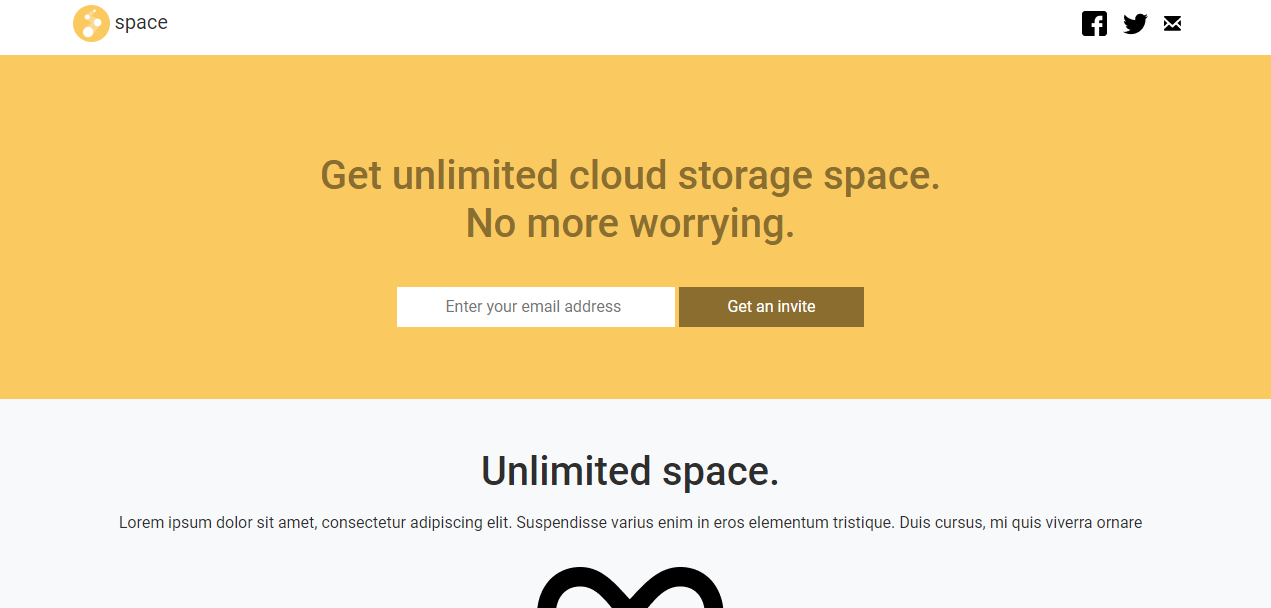 space
Get unlimited cloud storage space.
No more worrying.
Enter your email address
Get an invite
Unlimited space.
Lorem ipsum dolor sit amet, consectetur adipiscing elit. Suspendisse varius enim in eros elementum tristique. Duis cursus, mi quis viverra ornare